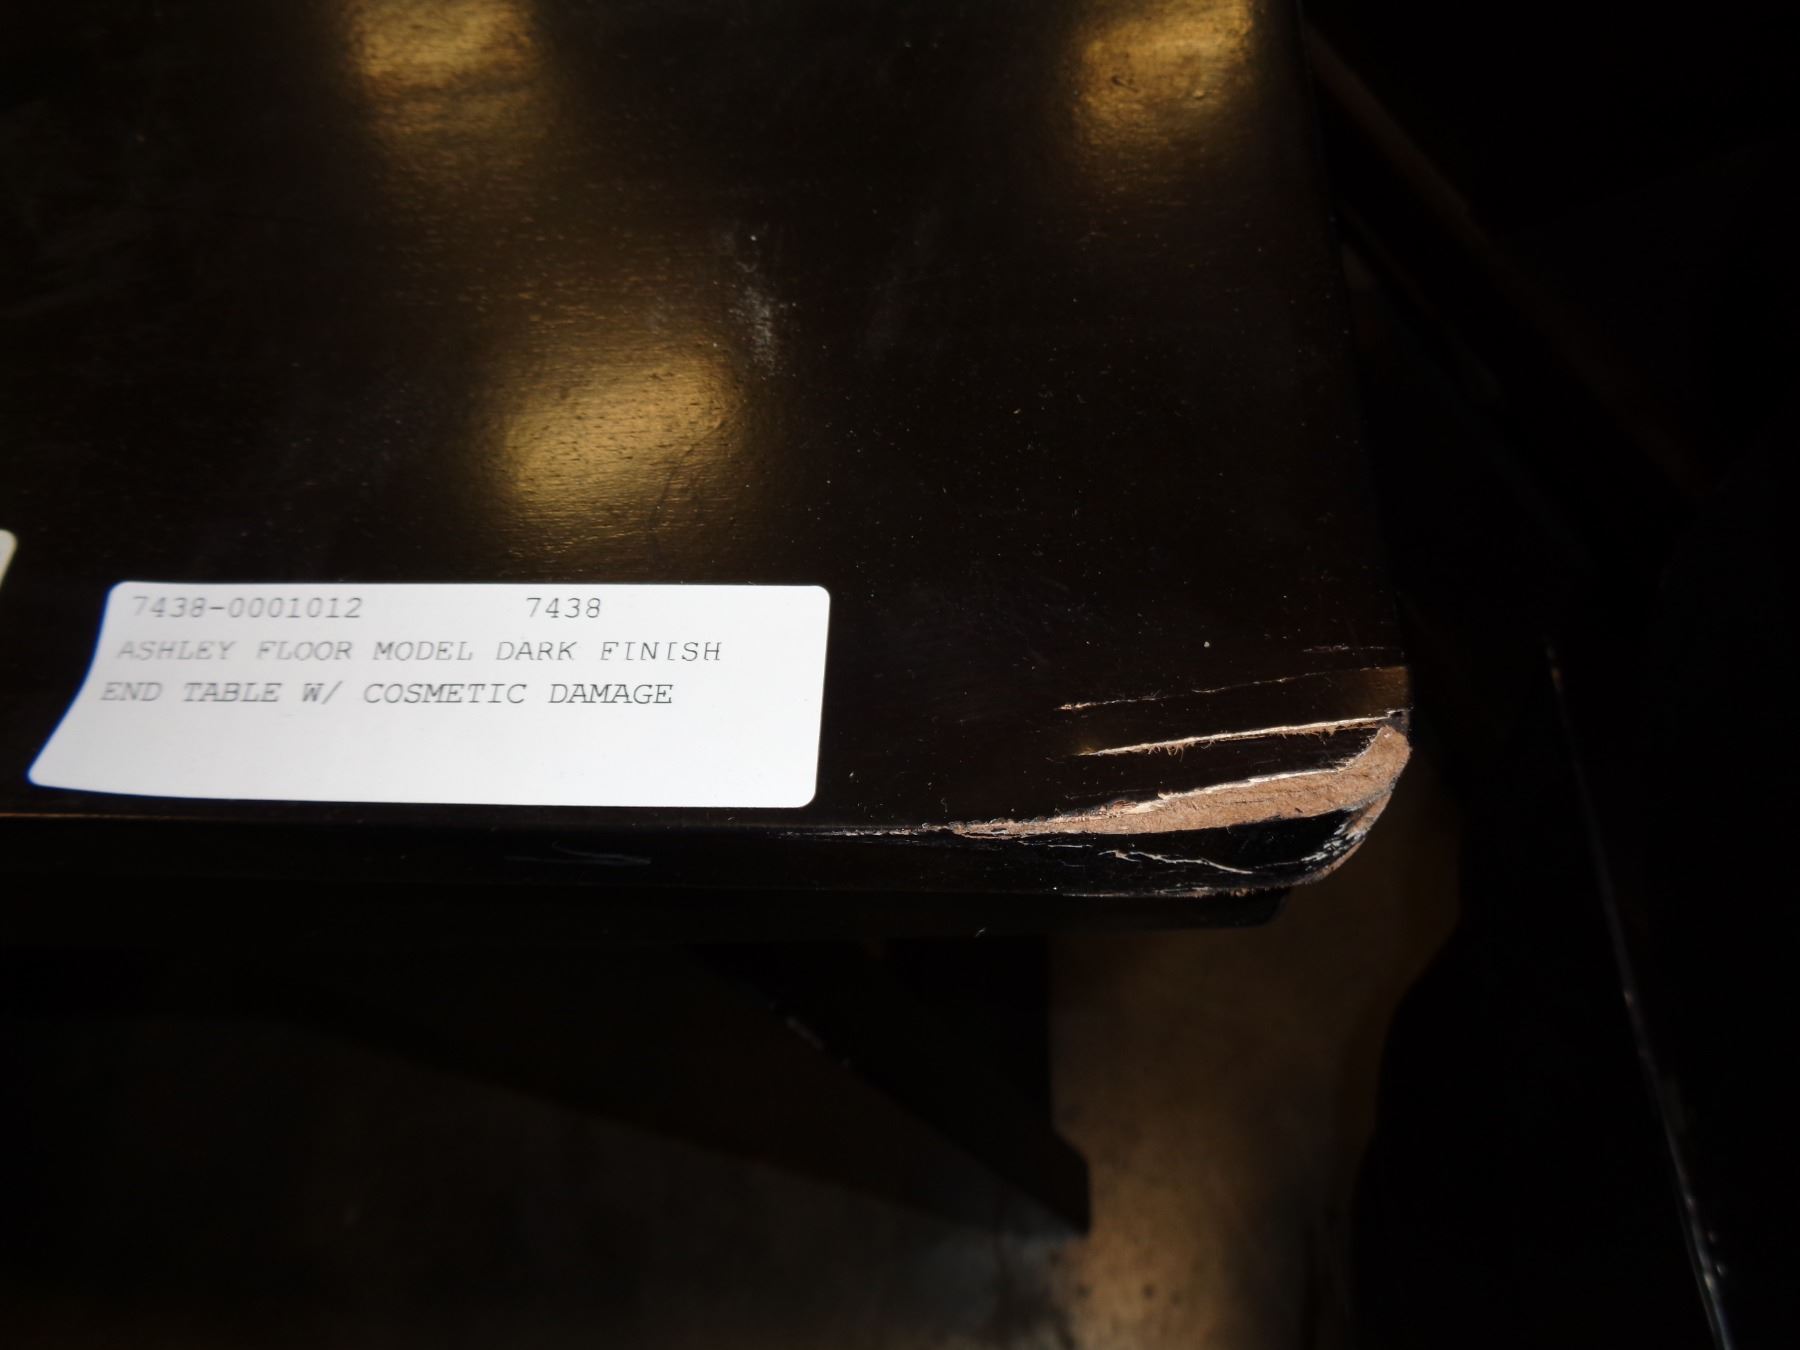 7438-0001012 7438
ASHLEY FLOOR MODEL DARK FINISH
END TABLE W/ COSMETIC DAMAGE